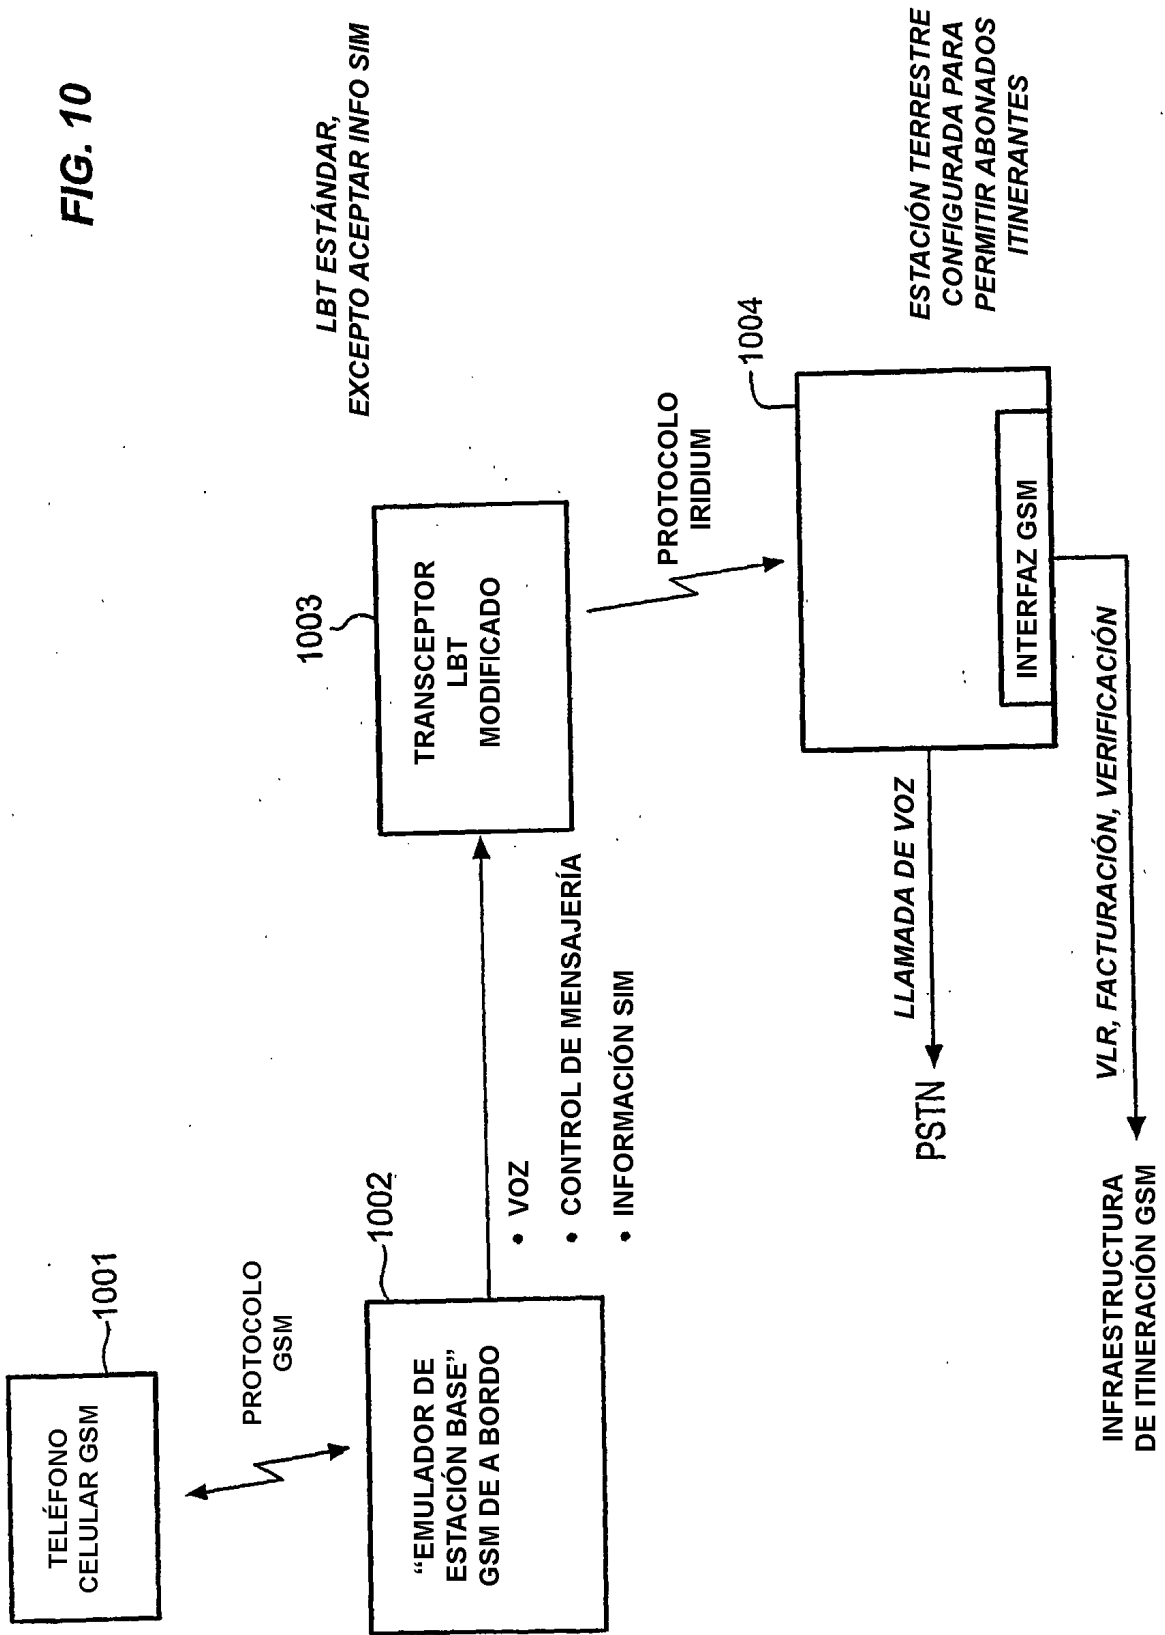 FIG. 10
TELÉFONO
CELULAR GSM
1001
PROTOCOLO
GSM
1002
“EMULADOR DE
ESTACIÓN BASE”
GSM DE A BORDO
• VOZ
• CONTROL DE MENSAJERÍA
• INFORMACIÓN SIM
1003
TRANSCEPTOR
LBT
MODIFICADO
LBT ESTÁNDAR,
EXCEPTO ACEPTAR INFO SIM
PROTOCOLO
IRIDIUM
1004
INTERFAZ GSM
ESTACIÓN TERRESTRE
CONFIGURADA PARA
PERMITIR ABONADOS
ITINERANTES
LLAMADA DE VOZ
PSTN
VLR, FACTURACIÓN, VERIFICACIÓN
INFRAESTRUCTURA
DE ITINERACIÓN GSM